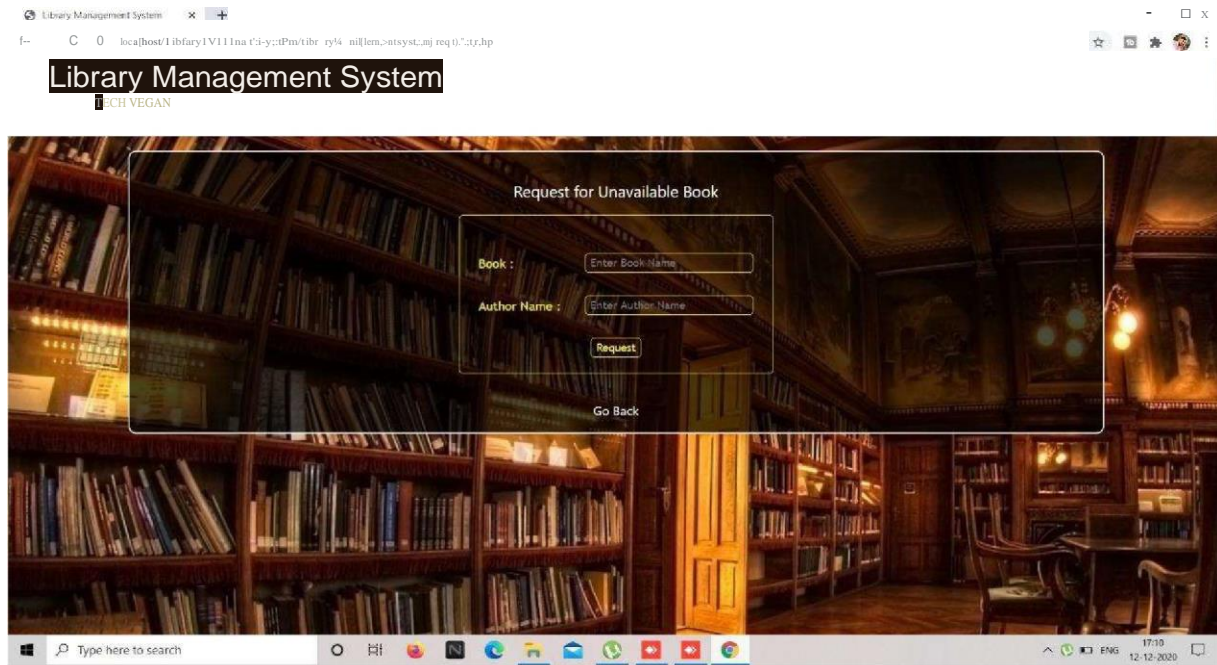 Library Management System
Library Management System
TECH VEGAN
Request for Unavailable Book
Book :
Enter Book Name
Author Name :
Enter Author Name
Request
Go Back
Type here to search
ENG
17:10
12-12-2020